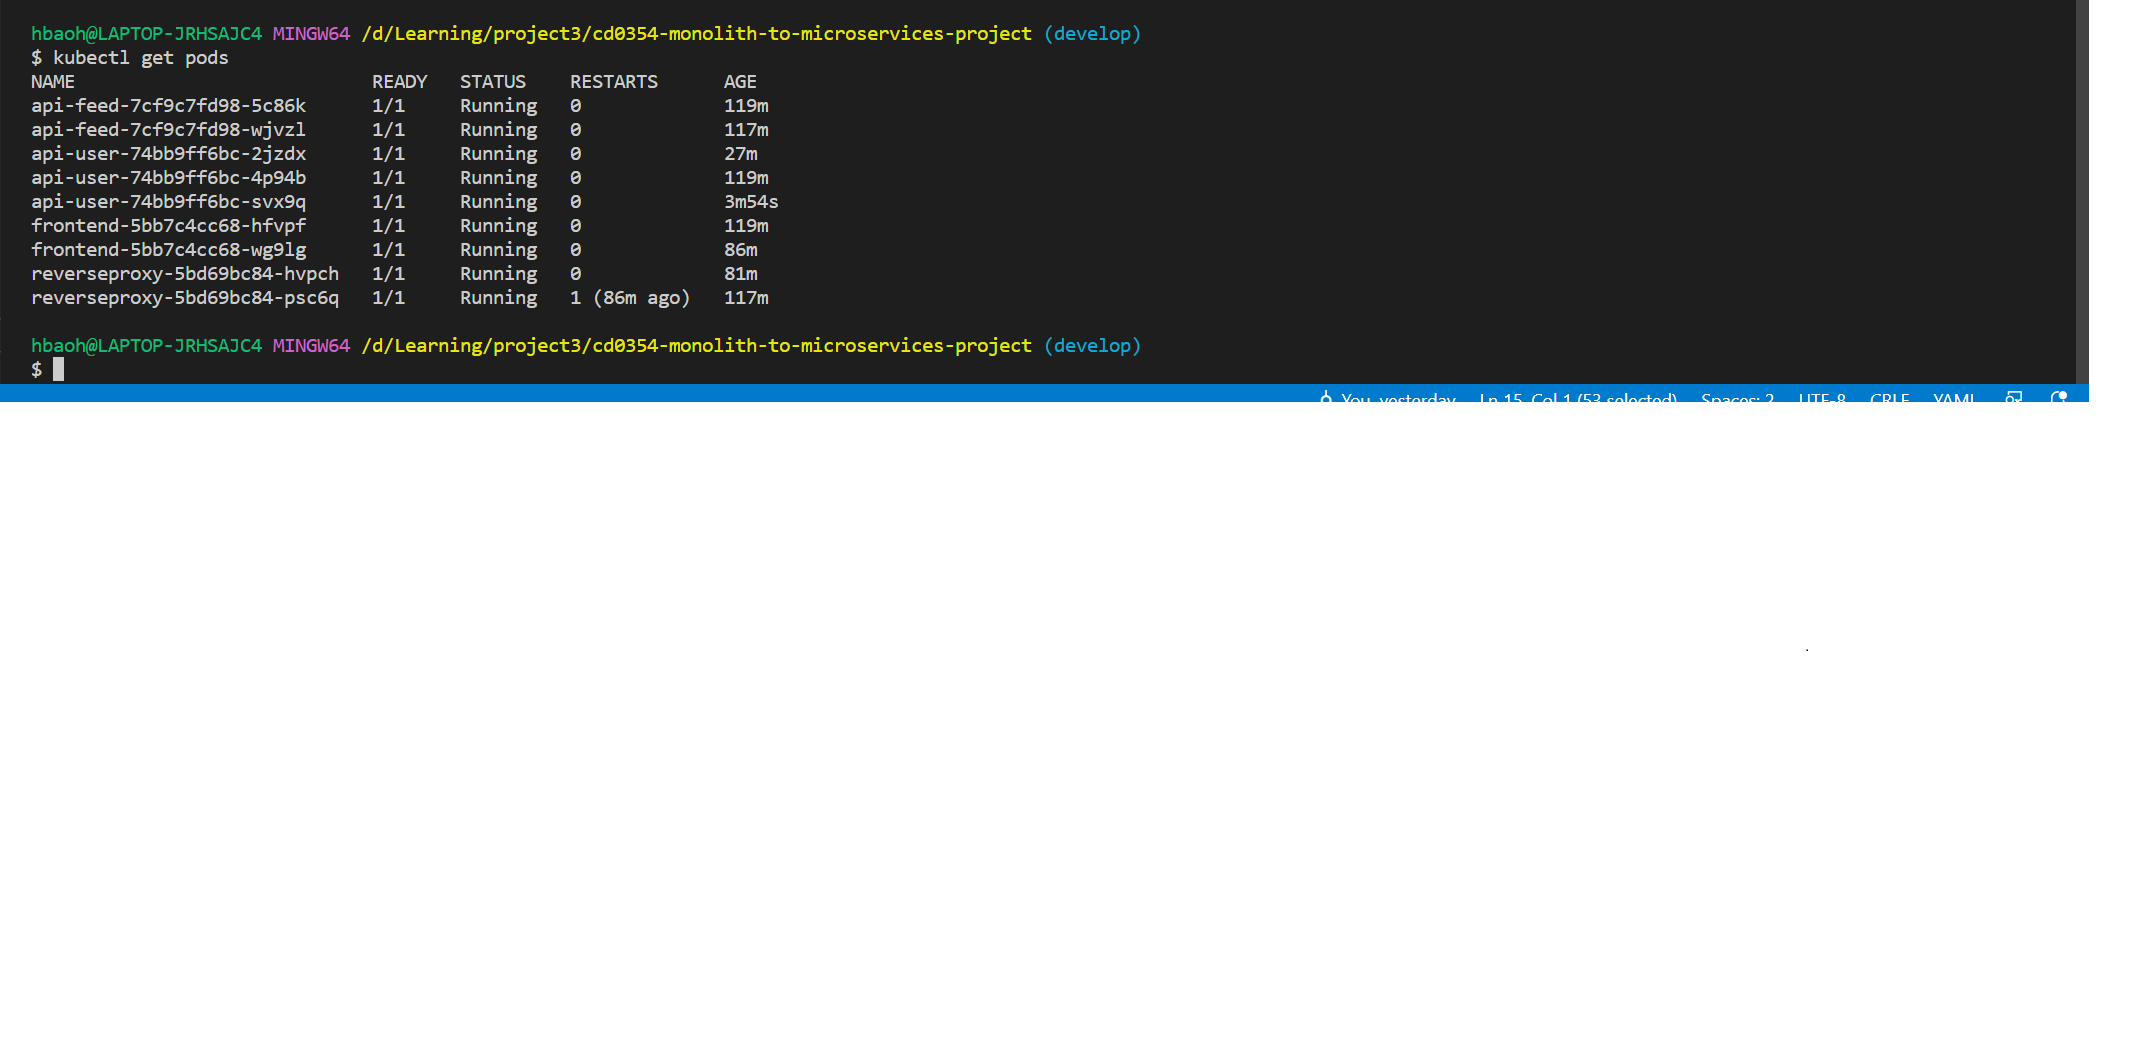 hbaoh@LAPTOP-JRHSAJC4 MINGW64 /d/Learning/project3/cd0354-monolith-to-microservices-project (develop)
$ kubectl get pods
NAME                           READY   STATUS    RESTARTS      AGE
api-feed-7cf9c7fd98-5c86k      1/1     Running   0             119m
api-feed-7cf9c7fd98-wjvzl      1/1     Running   0             117m
api-user-74bb9ff6bc-2jzdx      1/1     Running   0             27m
api-user-74bb9ff6bc-4p94b      1/1     Running   0             119m
api-user-74bb9ff6bc-svx9q      1/1     Running   0             3m54s
frontend-5bb7c4cc68-hfvpf      1/1     Running   0             119m
frontend-5bb7c4cc68-wg9lg      1/1     Running   0             86m
reverseproxy-5bd69bc84-hvpch   1/1     Running   0             81m
reverseproxy-5bd69bc84-psc6q   1/1     Running   1 (86m ago)   117m
hbaoh@LAPTOP-JRHSAJC4 MINGW64 /d/Learning/project3/cd0354-monolith-to-microservices-project (develop)
$
You, yesterday Ln 15, Col 1 (53 selected) Spaces: 2 UTF-8 CRLF YAML